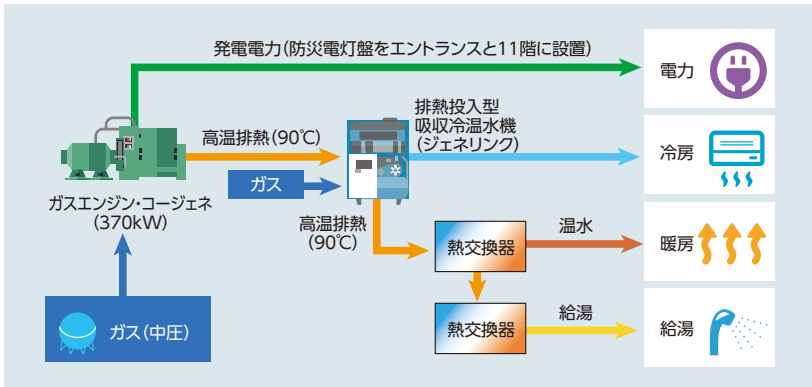 発電電力(防災電灯盤をエントランスと11階に設置)
電力
高温排熱(90℃)
排熱投入型
吸収冷温水機
(ジェネリンク)
冷房
ガス
ガスエンジン・コージェネ
(370kW)
高温排熱
(90℃)
熱交換器
温水
暖房
ガス(中圧)
熱交換器
給湯
給湯